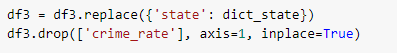 df3 = df3.replace({'state': dict_state})
df3.drop(['crime_rate'], axis=1, inplace=True)